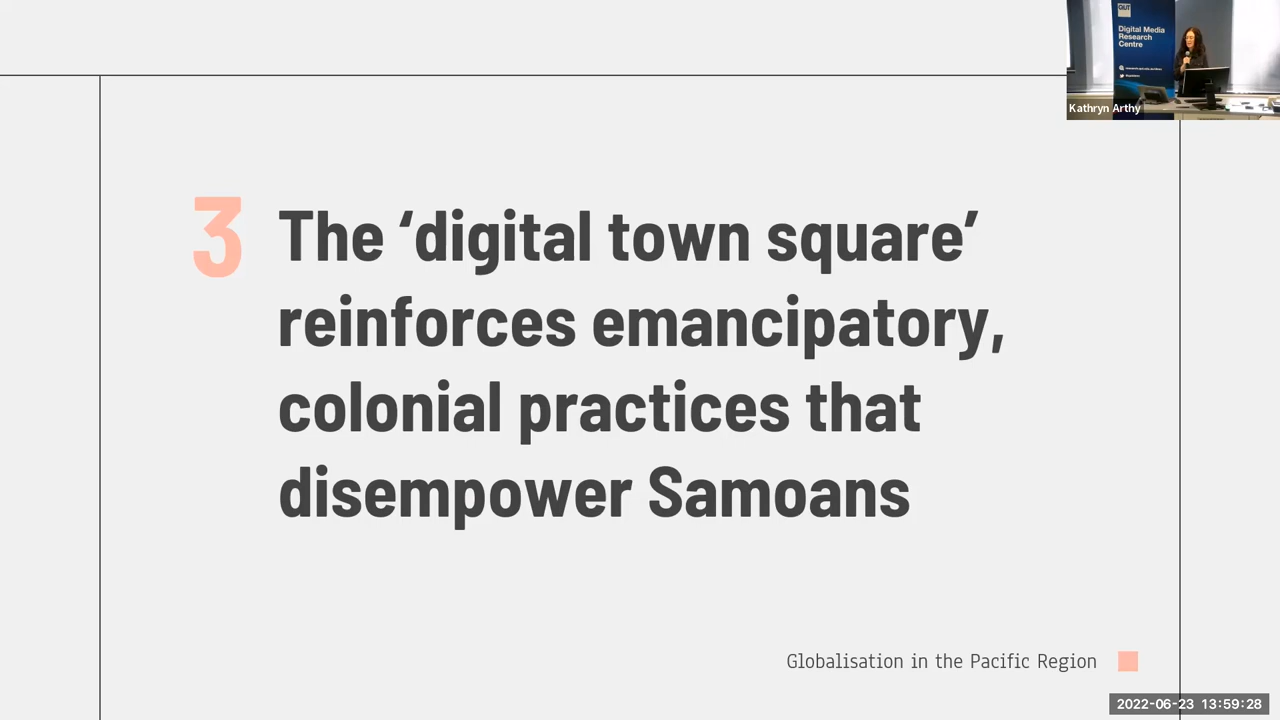 QUT
Digital Media
Research
Centre
Kathryn Arthy
3
The ‘digital town square’
reinforces emancipatory,
colonial practices that
disempower Samoans
Globalisation in the Pacific Region
2022-06-23 13:59:28